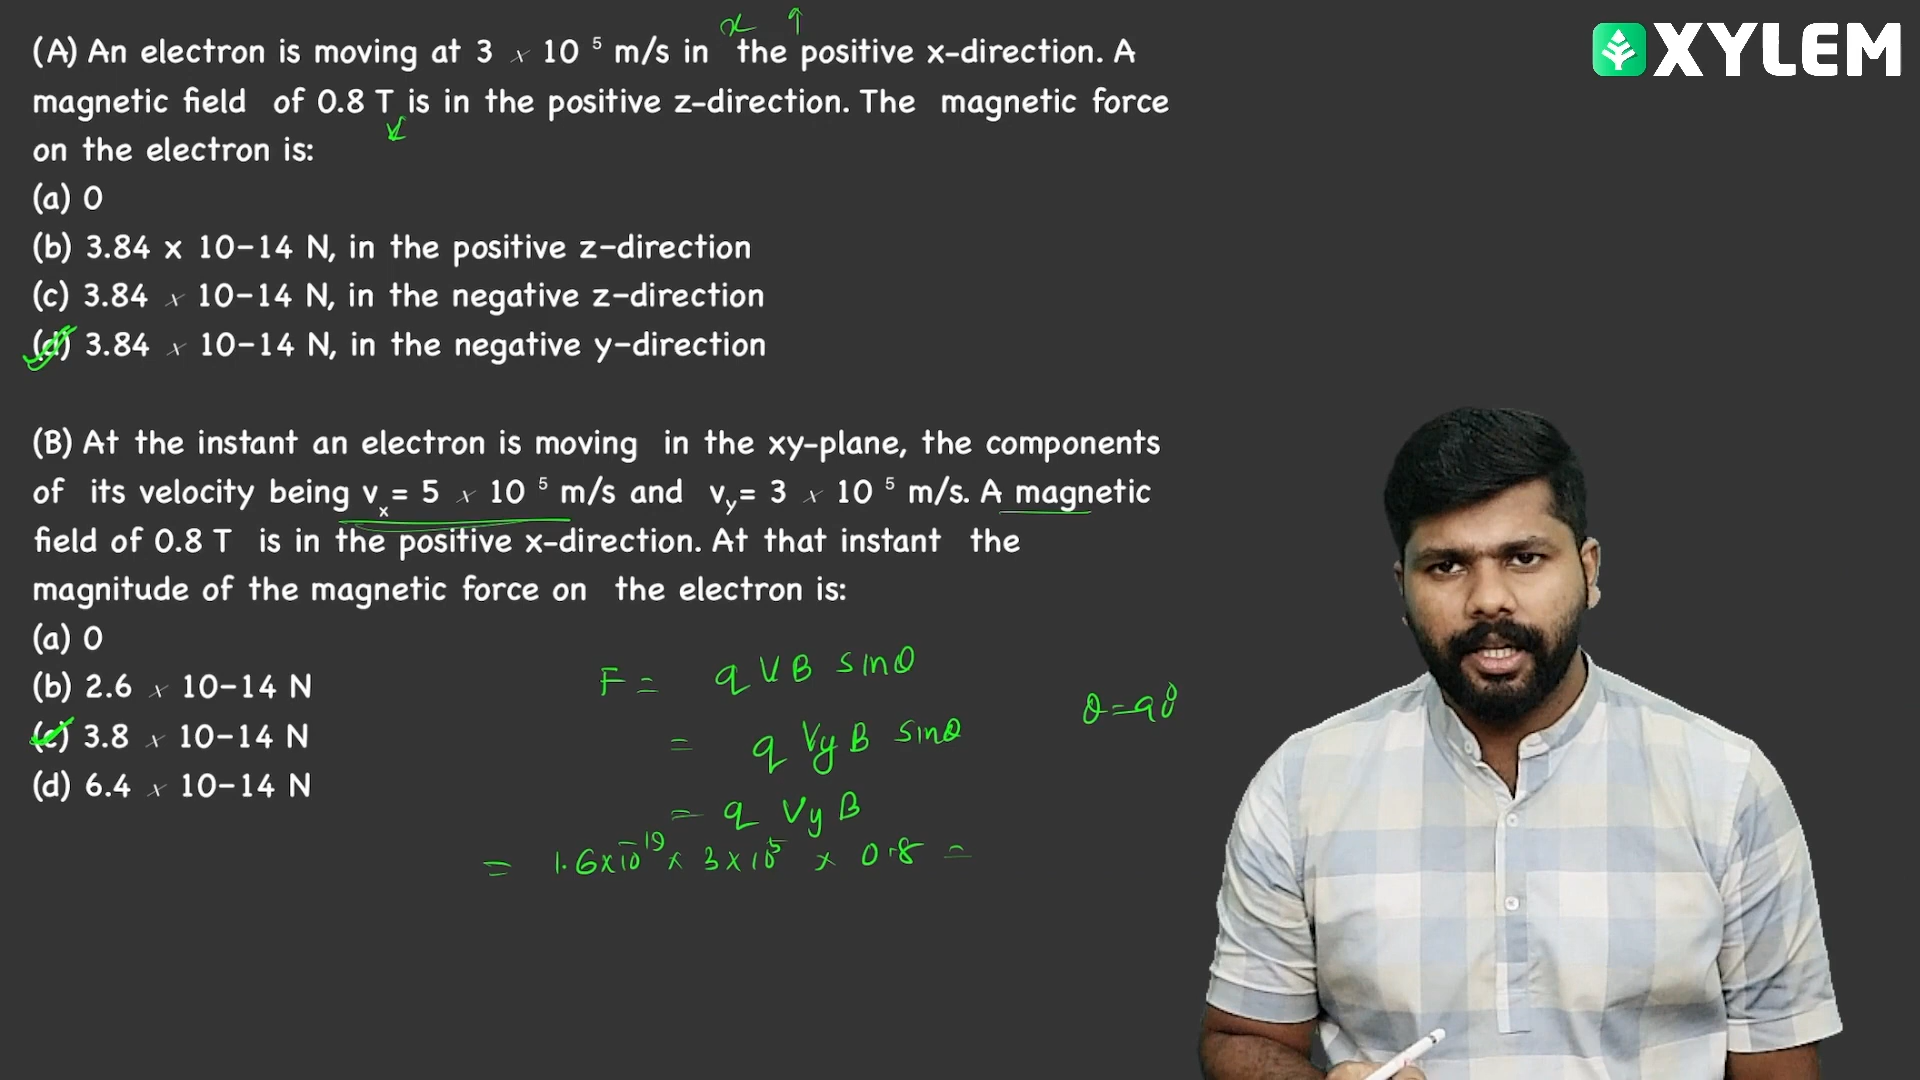 x ↑
XYLEM
(A) An electron is moving at 3 × 10 ⁵ m/s in the positive x-direction. A
magnetic field of 0.8 T is in the positive z-direction. The magnetic force
on the electron is:
(a) 0
(b) 3.84 x 10-14 N, in the positive z-direction
(c) 3.84 × 10-14 N, in the negative z-direction
(d) 3.84 × 10-14 N, in the negative y-direction
(B) At the instant an electron is moving in the xy-plane, the components
of its velocity being vₓ = 5 × 10 ⁵ m/s and v_y = 3 × 10 ⁵ m/s. A magnetic
field of 0.8 T is in the positive x-direction. At that instant the
magnitude of the magnetic force on the electron is:
(a) 0
(b) 2.6 × 10-14 N
(c) 3.8 × 10-14 N
(d) 6.4 × 10-14 N
F = qVB sinθ
θ=90
= q Vy B sinθ
= q Vy B
= 1.6×10⁻¹⁹ × 3×10⁵ × 0.8 =